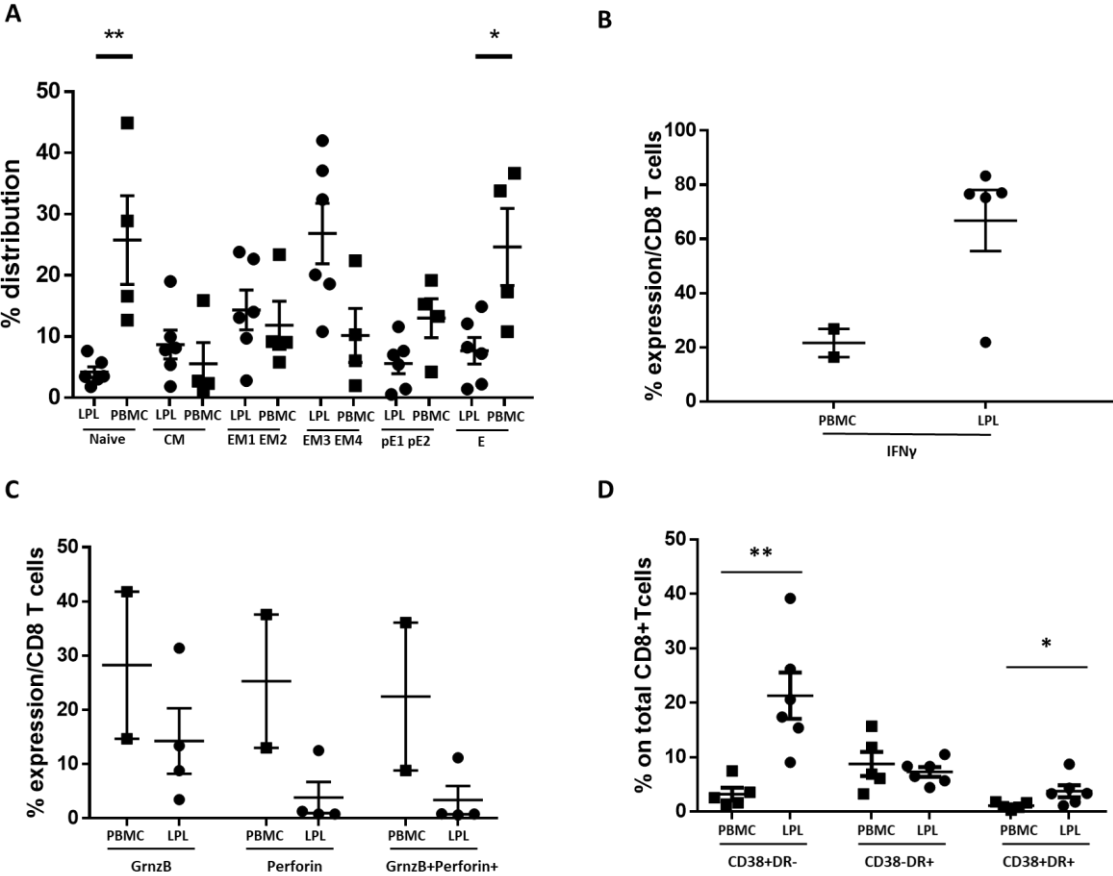 A
** *
% distribution
50
40
30
20
10
0
LPL PBMC LPL PBMC LPL PBMC LPL PBMC LPL PBMC LPL PBMC
Naive CM EM1 EM2 EM3 EM4 pE1 pE2 E
B
% expression/CD8 T cells
100
80
60
40
20
0
PBMC LPL
IFNγ
C
% expression/CD8 T cells
50
40
30
20
10
0
PBMC LPL PBMC LPL PBMC LPL
GrnzB Perforin GrnzB+Perforin+
D
** *
% on total CD8+Tcells
50
40
30
20
10
0
PBMC LPL PBMC LPL PBMC LPL
CD38+DR- CD38-DR+ CD38+DR+